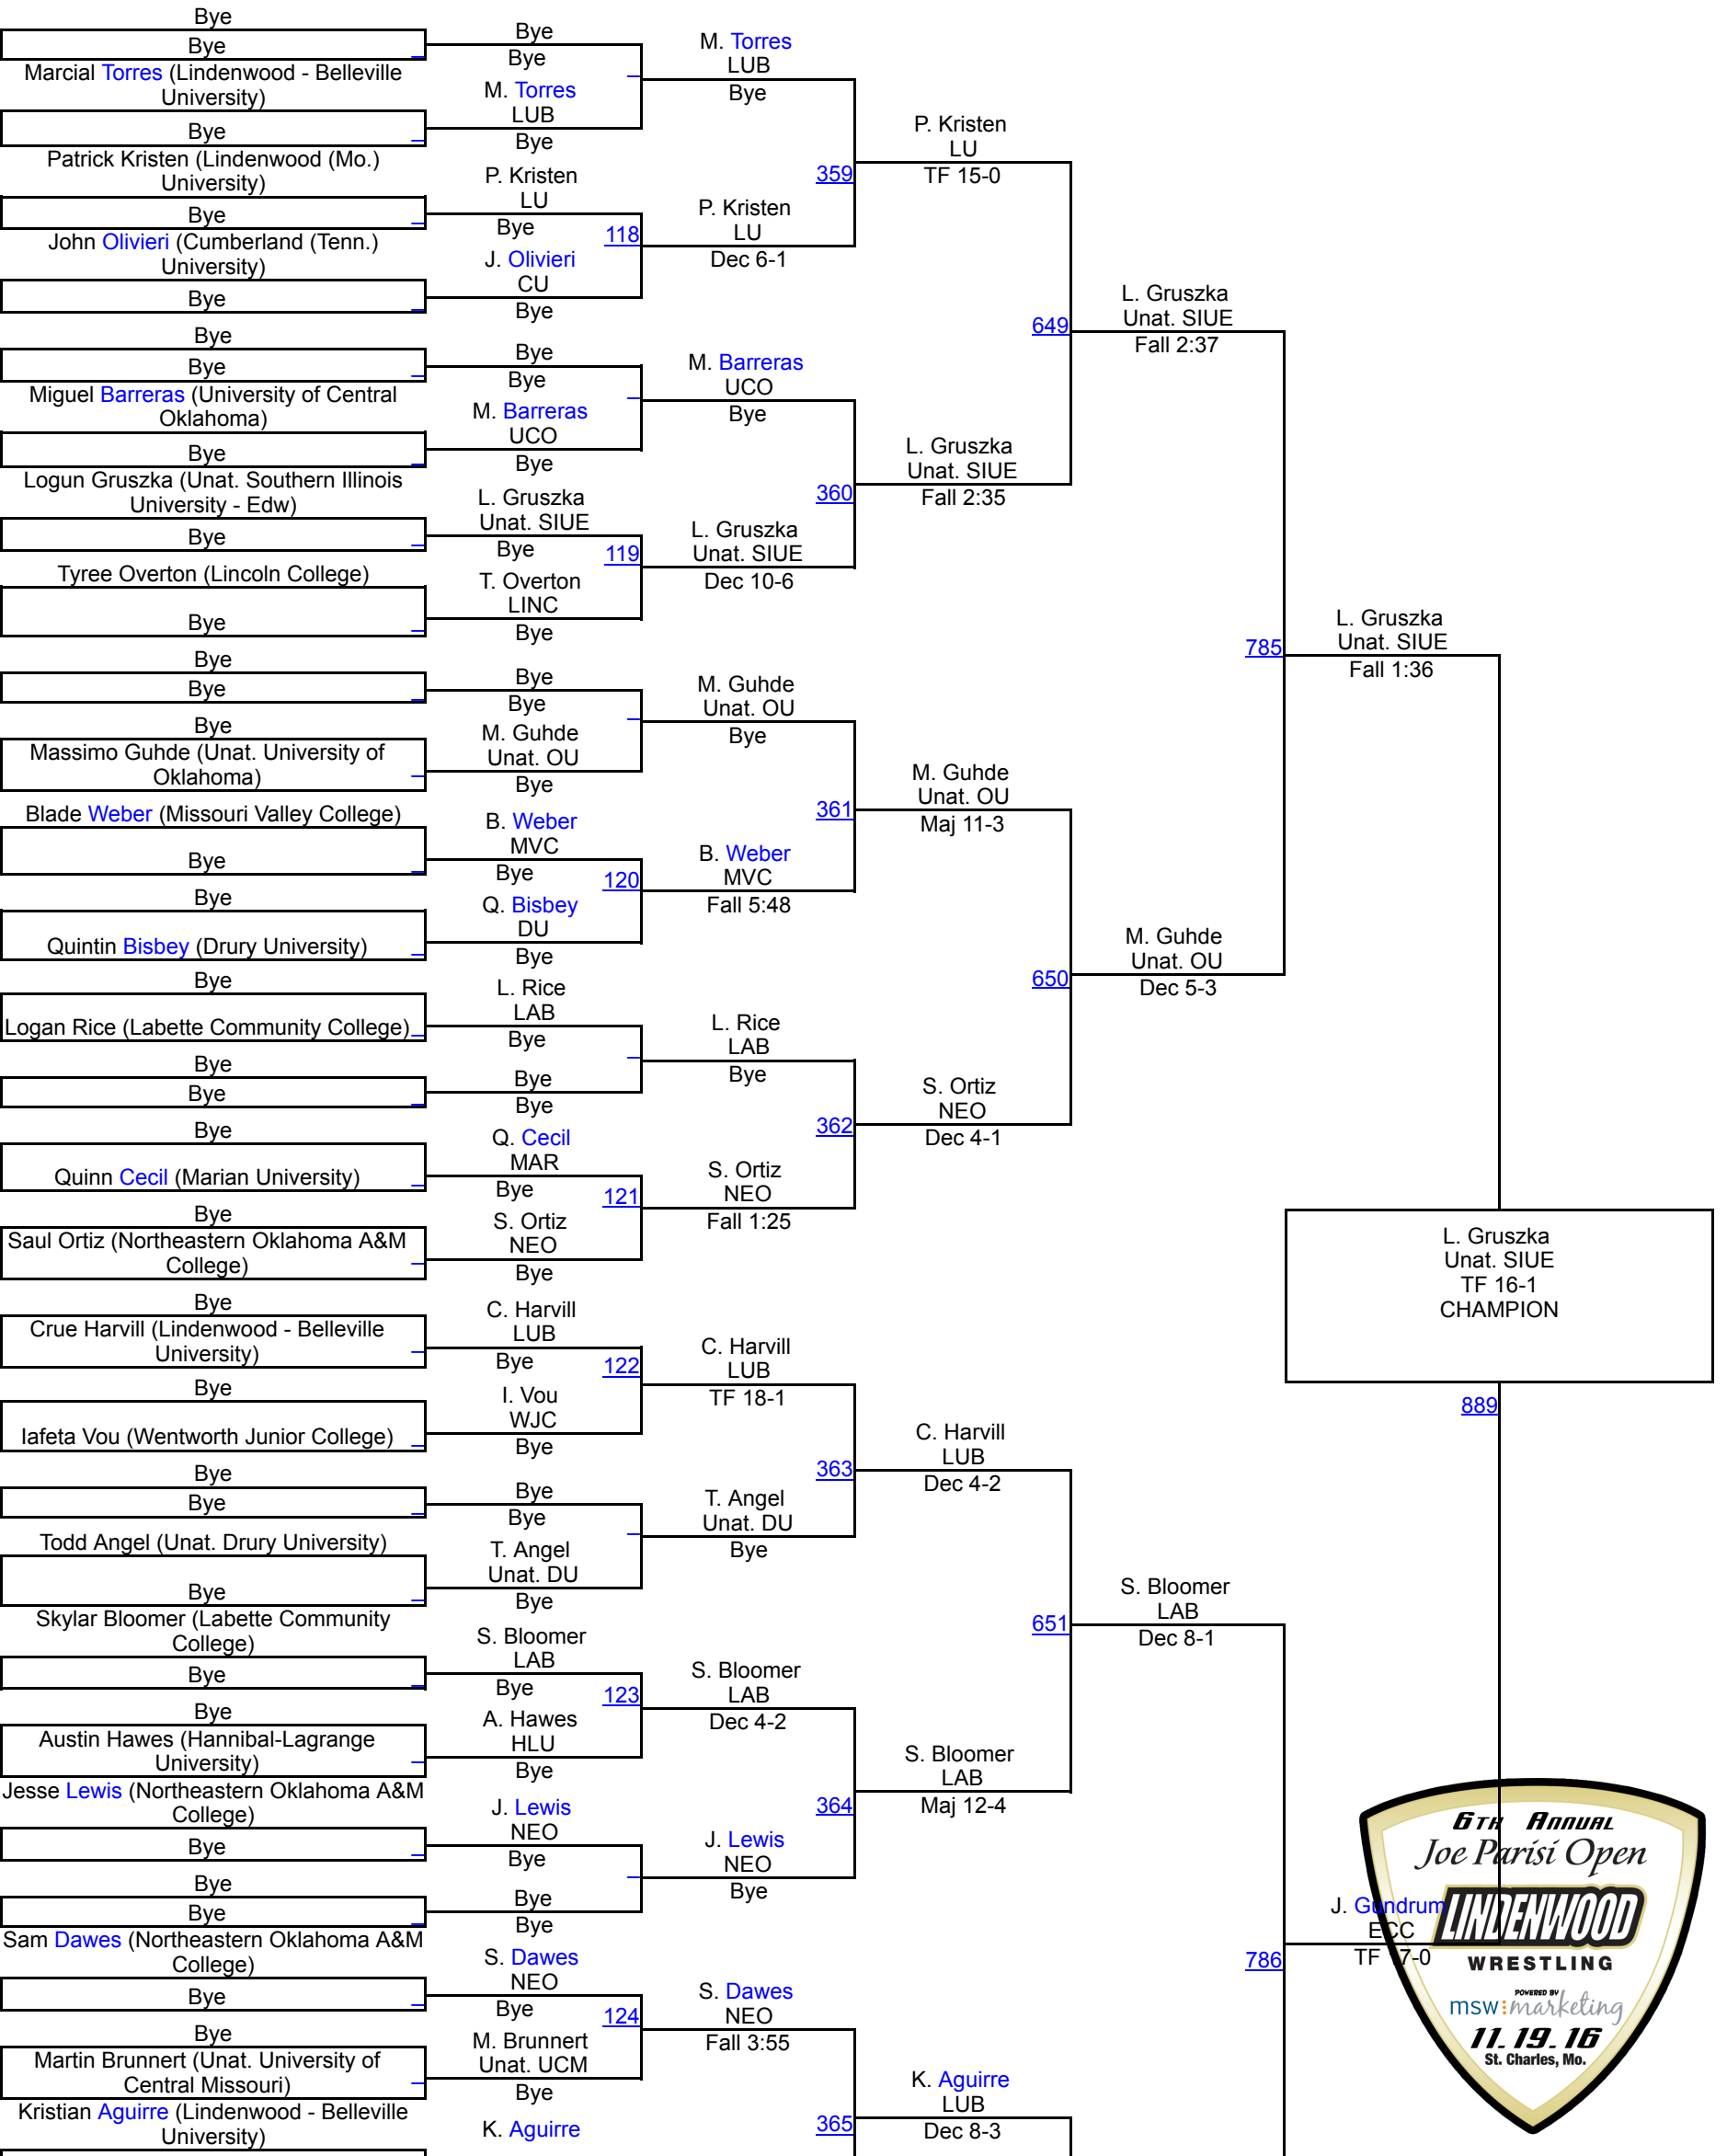 Bye
Bye
Marcial Torres (Lindenwood - Belleville
University)
Bye
Patrick Kristen (Lindenwood (Mo.)
University)
Bye
John Olivieri (Cumberland (Tenn.)
University)
Bye
Bye
Bye
Miguel Barreras (University of Central
Oklahoma)
Bye
Logun Gruszka (Unat. Southern Illinois
University - Edw)
Bye
Tyree Overton (Lincoln College)
Bye
Bye
Bye
Bye
Massimo Guhde (Unat. University of
Oklahoma)
Blade Weber (Missouri Valley College)
Bye
Bye
Quintin Bisbey (Drury University)
Bye
Logan Rice (Labette Community College)
Bye
Bye
Bye
Quinn Cecil (Marian University)
Bye
Saul Ortiz (Northeastern Oklahoma A&M
College)
Bye
Crue Harvill (Lindenwood - Belleville
University)
Bye
Iafeta Vou (Wentworth Junior College)
Bye
Bye
Todd Angel (Unat. Drury University)
Bye
Skylar Bloomer (Labette Community
College)
Bye
Bye
Austin Hawes (Hannibal-Lagrange
University)
Jesse Lewis (Northeastern Oklahoma A&M
College)
Bye
Bye
Bye
Sam Dawes (Northeastern Oklahoma A&M
College)
Bye
Bye
Martin Brunnert (Unat. University of
Central Missouri)
Kristian Aguirre (Lindenwood - Belleville
University)
Bye
Bye
M. Torres
LUB
Bye
P. Kristen
LU
Bye
118
J. Olivieri
CU
Bye
Bye
Bye
M. Barreras
UCO
Bye
L. Gruszka
Unat. SIUE
Bye
119
T. Overton
LINC
Bye
Bye
Bye
M. Guhde
Unat. OU
Bye
B. Weber
MVC
Bye
120
Q. Bisbey
DU
Bye
L. Rice
LAB
Bye
Bye
Bye
Q. Cecil
MAR
Bye
121
S. Ortiz
NEO
Bye
C. Harvill
LUB
Bye
122
I. Vou
WJC
Bye
Bye
Bye
T. Angel
Unat. DU
Bye
S. Bloomer
LAB
Bye
123
A. Hawes
HLU
Bye
J. Lewis
NEO
Bye
Bye
Bye
S. Dawes
NEO
Bye
124
M. Brunnert
Unat. UCM
Bye
K. Aguirre
M. Torres
LUB
Bye
359
P. Kristen
LU
Dec 6-1
M. Barreras
UCO
Bye
360
L. Gruszka
Unat. SIUE
Dec 10-6
M. Guhde
Unat. OU
Bye
361
B. Weber
MVC
Fall 5:48
L. Rice
LAB
Bye
362
S. Ortiz
NEO
Fall 1:25
C. Harvill
LUB
TF 18-1
363
T. Angel
Unat. DU
Bye
S. Bloomer
LAB
Dec 4-2
364
J. Lewis
NEO
Bye
S. Dawes
NEO
Fall 3:55
365
P. Kristen
LU
TF 15-0
649
L. Gruszka
Unat. SIUE
Fall 2:35
M. Guhde
Unat. OU
Maj 11-3
650
S. Ortiz
NEO
Dec 4-1
C. Harvill
LUB
Dec 4-2
651
S. Bloomer
LAB
Maj 12-4
K. Aguirre
LUB
Dec 8-3
L. Gruszka
Unat. SIUE
Fall 2:37
785
M. Guhde
Unat. OU
Dec 5-3
S. Bloomer
LAB
Dec 8-1
786
L. Gruszka
Unat. SIUE
Fall 1:36
L. Gruszka
Unat. SIUE
TF 16-1
CHAMPION
889
J. Gundrum
ECC
TF 17-0
6TH ANNUAL
Joe Parisi Open
LINDENWOOD
WRESTLING
POWERED BY
msw:marketing
11.19.16
St. Charles, Mo.